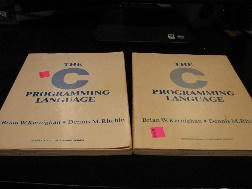 THE
C
PROGRAMMING
LANGUAGE
Brian W. Kernighan • Dennis M. Ritchie
THE
C
PROGRAMMING
LANGUAGE
Brian W. Kernighan • Dennis M. Ritchie